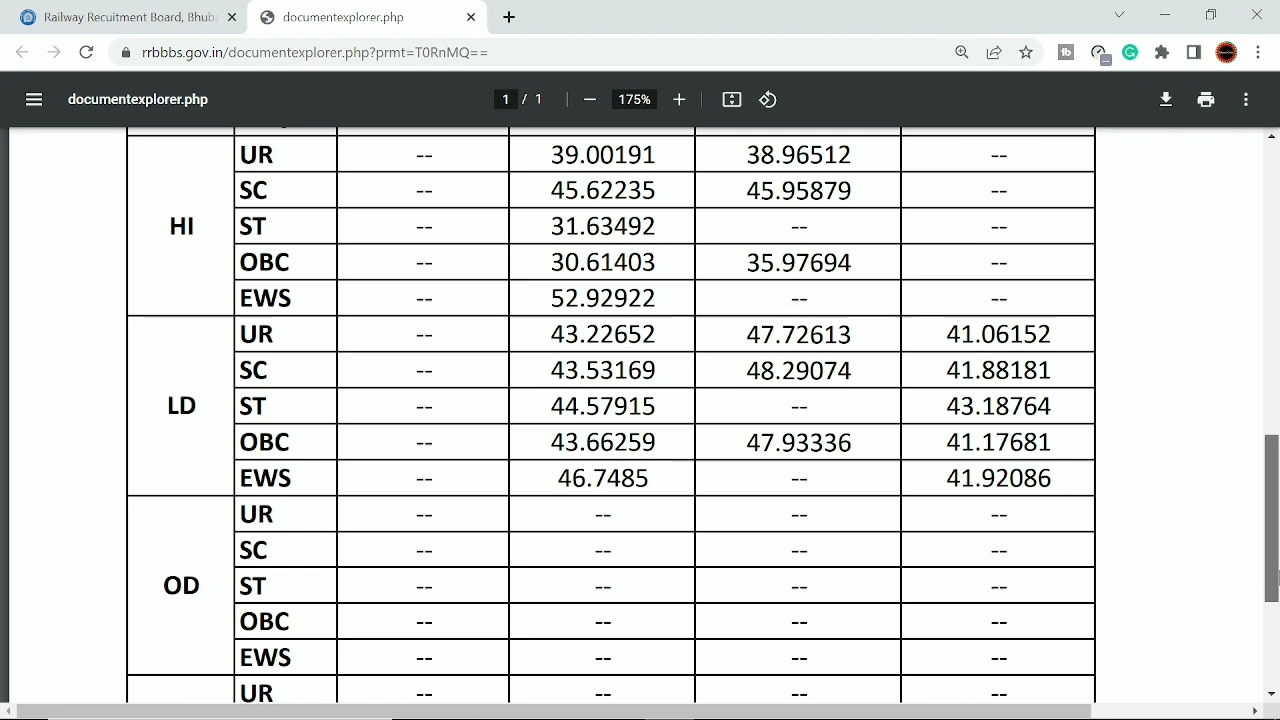 Railway Recuitment Board, Bhub
documentexplorer.php
rrbbbs.gov.in/documentexplorer.php?prmt=T0RnMQ==
documentexplorer.php 1 / 1 175%
HI
UR -- 39.00191 38.96512 --
SC -- 45.62235 45.95879 --
ST -- 31.63492 -- --
OBC -- 30.61403 35.97694 --
EWS -- 52.92922 -- --
LD
UR -- 43.22652 47.72613 41.06152
SC -- 43.53169 48.29074 41.88181
ST -- 44.57915 -- 43.18764
OBC -- 43.66259 47.93336 41.17681
EWS -- 46.7485 -- 41.92086
OD
UR -- -- -- --
SC -- -- -- --
ST -- -- -- --
OBC -- -- -- --
EWS -- -- -- --
UR -- -- -- --